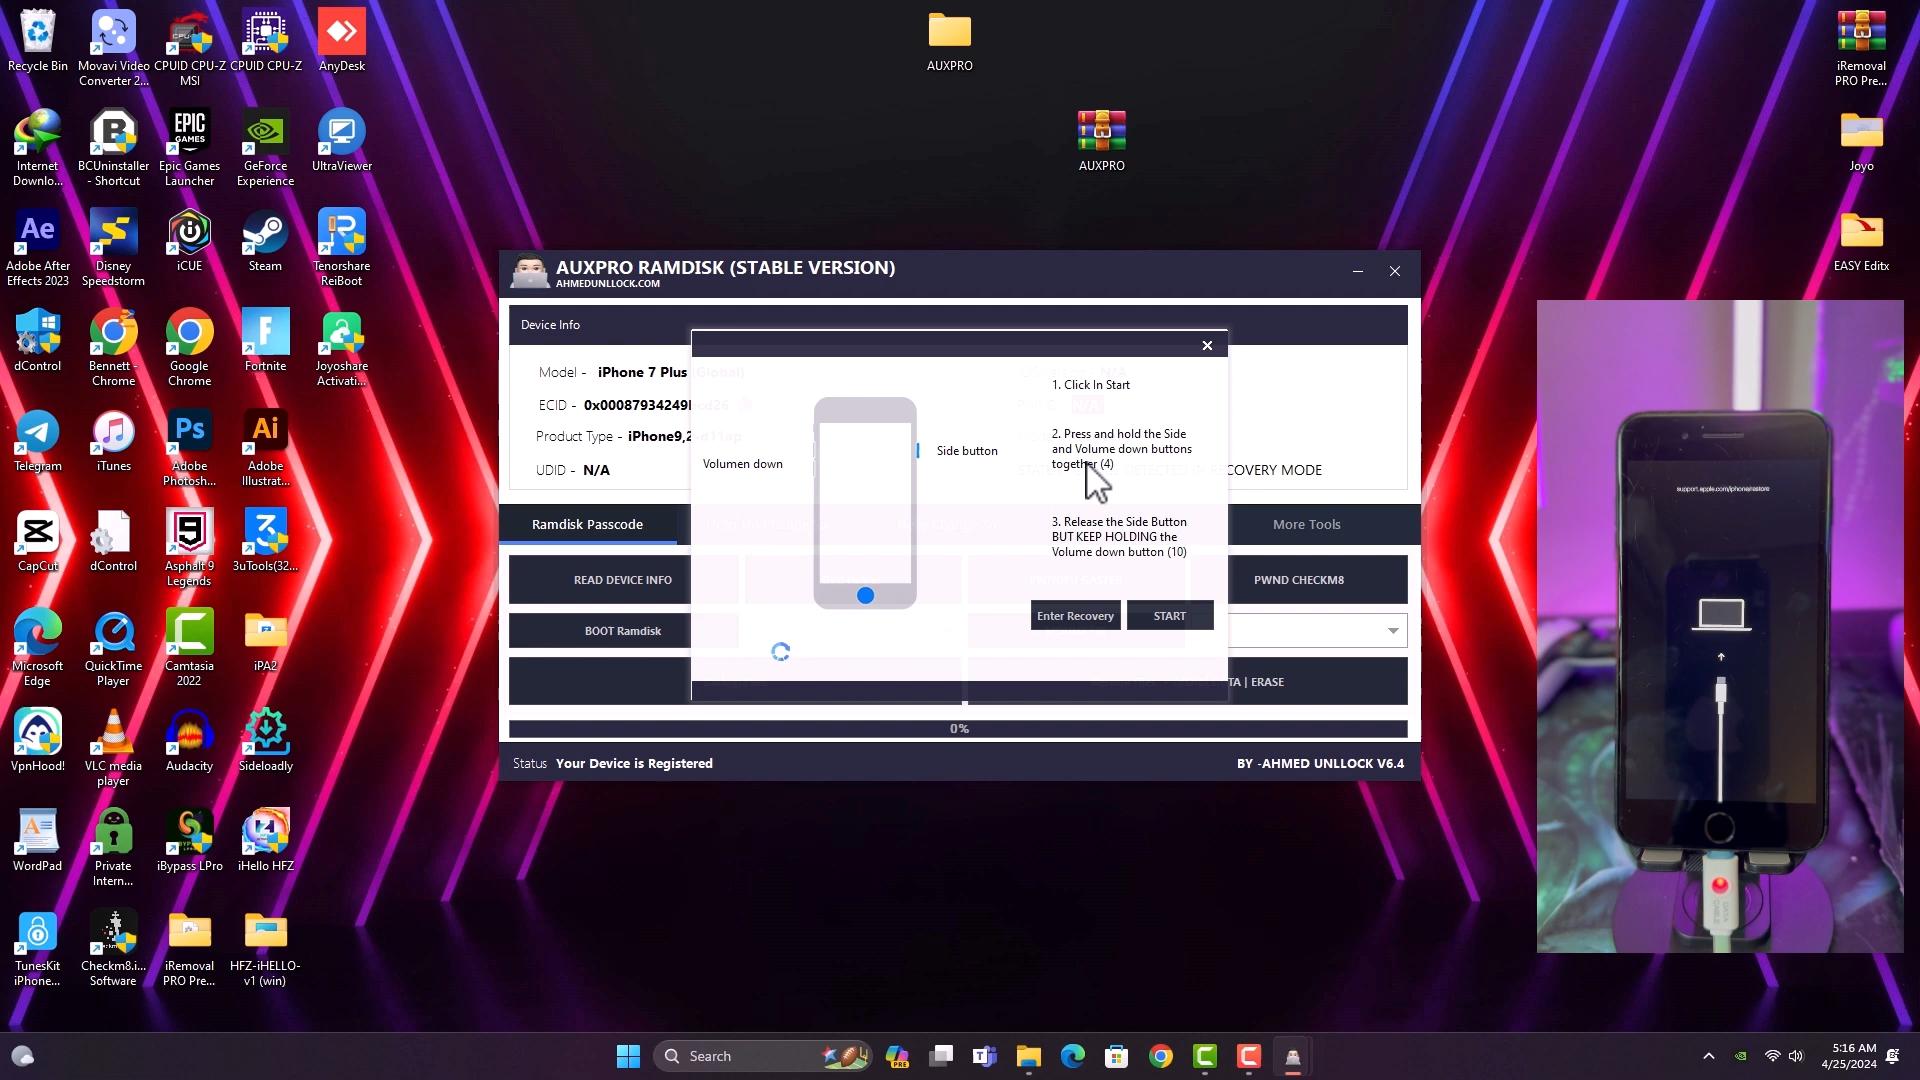 Recycle Bin
Movavi Video
Converter 2...
CPUID CPU-Z
MSI
CPUID CPU-Z
AnyDesk
AUXPRO
iRemoval
PRO Pre...
Internet
Downlo...
BCUninstaller
- Shortcut
Epic Games
Launcher
GeForce
Experience
UltraViewer
AUXPRO
Joyo
Adobe After
Effects 2023
Disney
Speedstorm
iCUE
Steam
Tenorshare
ReiBoot
EASY Editx
dControl
Bennett -
Chrome
Google
Chrome
Fortnite
Joyoshare
Activati...
Telegram
iTunes
Adobe
Photosh...
Adobe
Illustrat...
CapCut
dControl
Asphalt 9
Legends
3uTools(32...
Microsoft
Edge
QuickTime
Player
Camtasia
2022
iPA2
VpnHood!
VLC media
player
Audacity
Sideloadly
WordPad
Private
Intern...
iBypass LPro
iHello HFZ
TunesKit
iPhone...
Checkm8.i...
Software
iRemoval
PRO Pre...
HFZ-iHELLO-
v1 (win)
AUXPRO RAMDISK (STABLE VERSION)
AHMEDUNLLOCK.COM
Device Info
Model - iPhone 7 Plus (Global)
ECID - 0x00087934249
Product Type - iPhone9,2
UDID - N/A
RECOVERY MODE
Ramdisk Passcode
More Tools
READ DEVICE INFO
PWND CHECKM8
BOOT Ramdisk
| ERASE
0%
Status Your Device is Registered
BY -AHMED UNLLOCK V6.4
Volumen down
Side button
1. Click In Start
2. Press and hold the Side
and Volume down buttons
together (4)
3. Release the Side Button
BUT KEEP HOLDING the
Volume down button (10)
Enter Recovery
START
support.apple.com/iphone/restore
Search
5:16 AM
4/25/2024